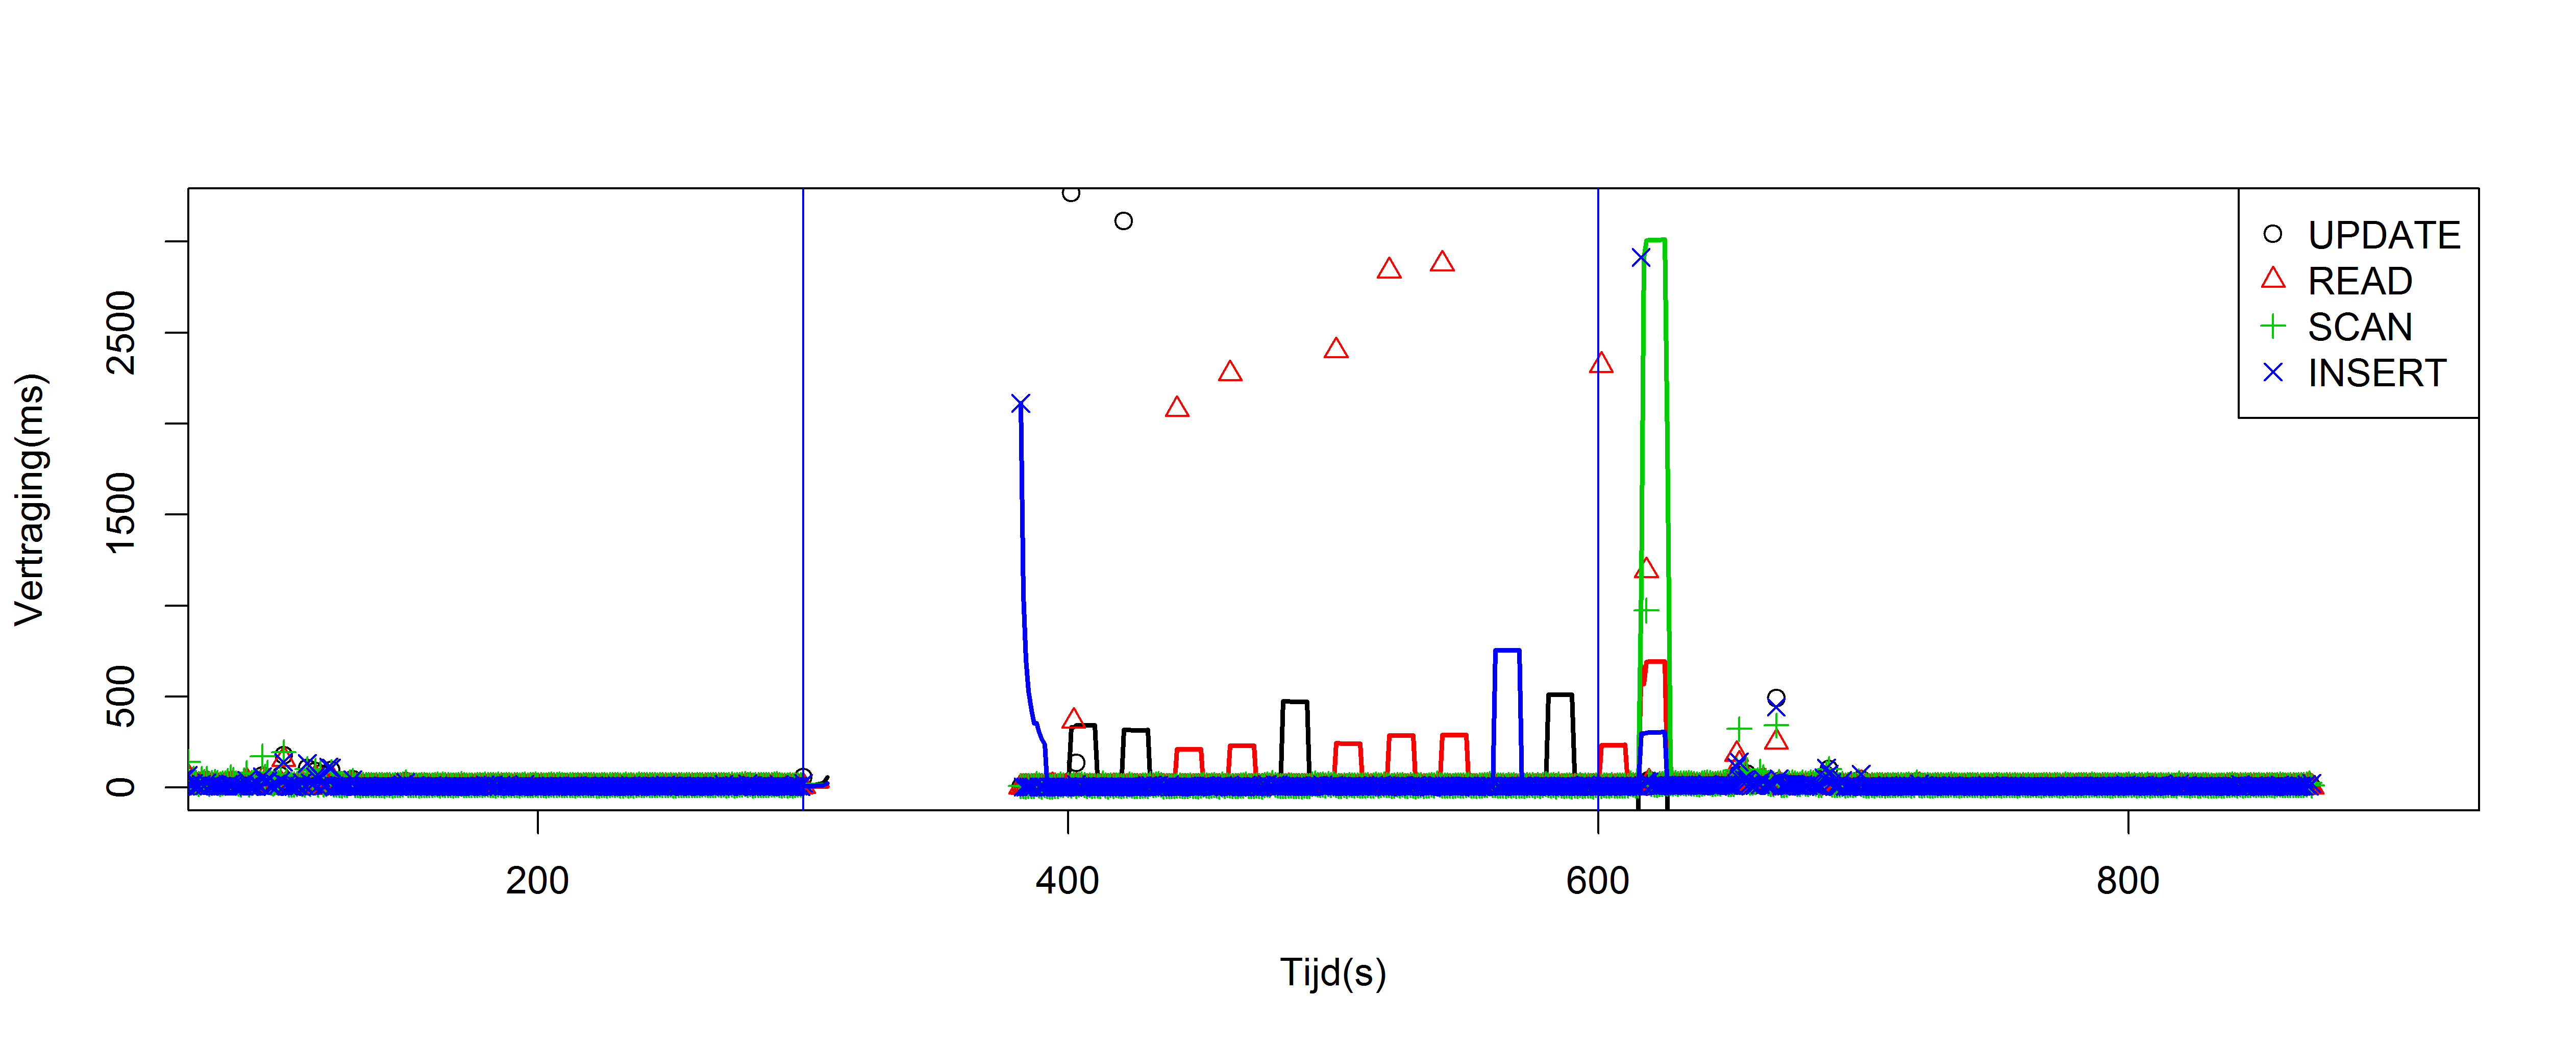 UPDATE
READ
SCAN
INSERT
Vertraging(ms)
2500
1500
500
0
200 400 600 800
Tijd(s)